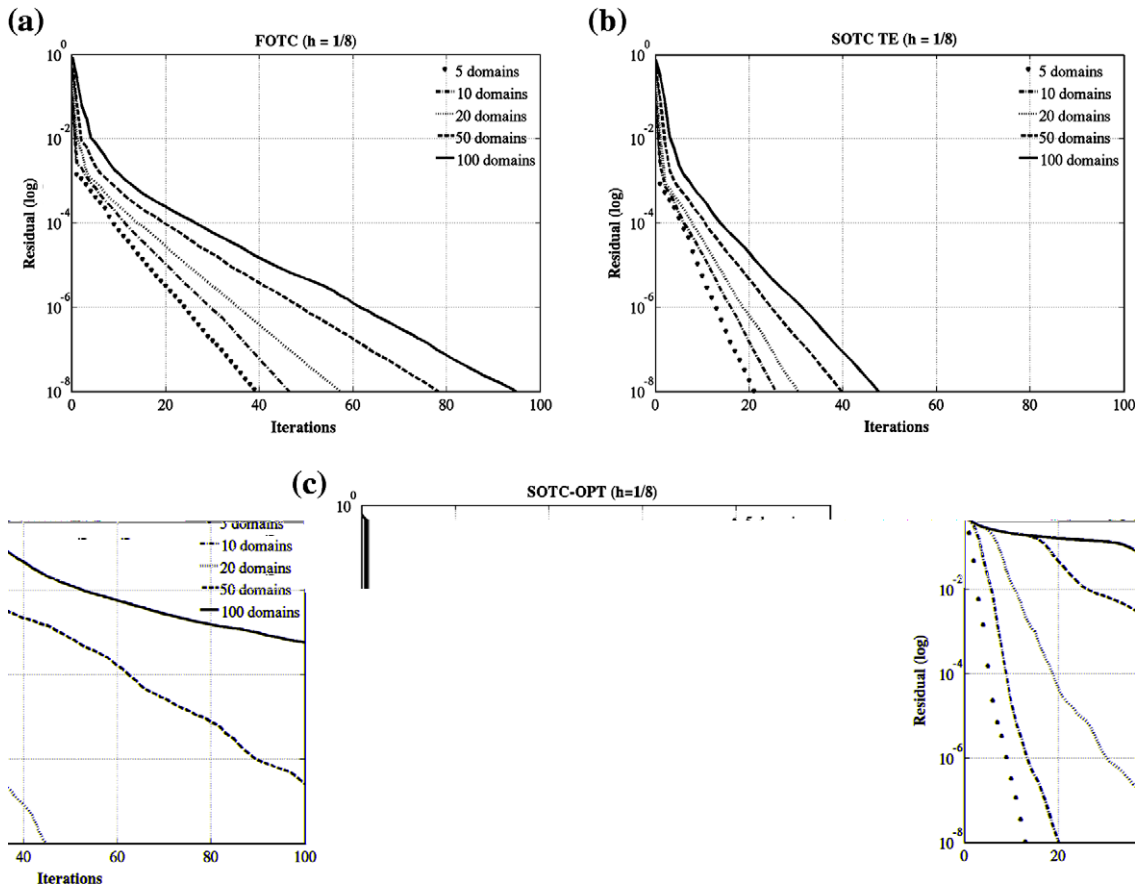 (a)
FOTC (h = 1/8)
10^0
10^-2
10^-4
10^-6
10^-8
Residual (log)
0 20 40 60 80 100
Iterations
5 domains
10 domains
20 domains
50 domains
100 domains
(b)
SOTC TE (h = 1/8)
10^0
10^-2
10^-4
10^-6
10^-8
Residual (log)
0 20 40 60 80 100
Iterations
5 domains
10 domains
20 domains
50 domains
100 domains
(c)
SOTC-OPT (h=1/8)
10^0
5 domains
10 domains
20 domains
50 domains
100 domains
40 60 80 100
Iterations
10^-2
10^-4
10^-6
10^-8
Residual (log)
0 20